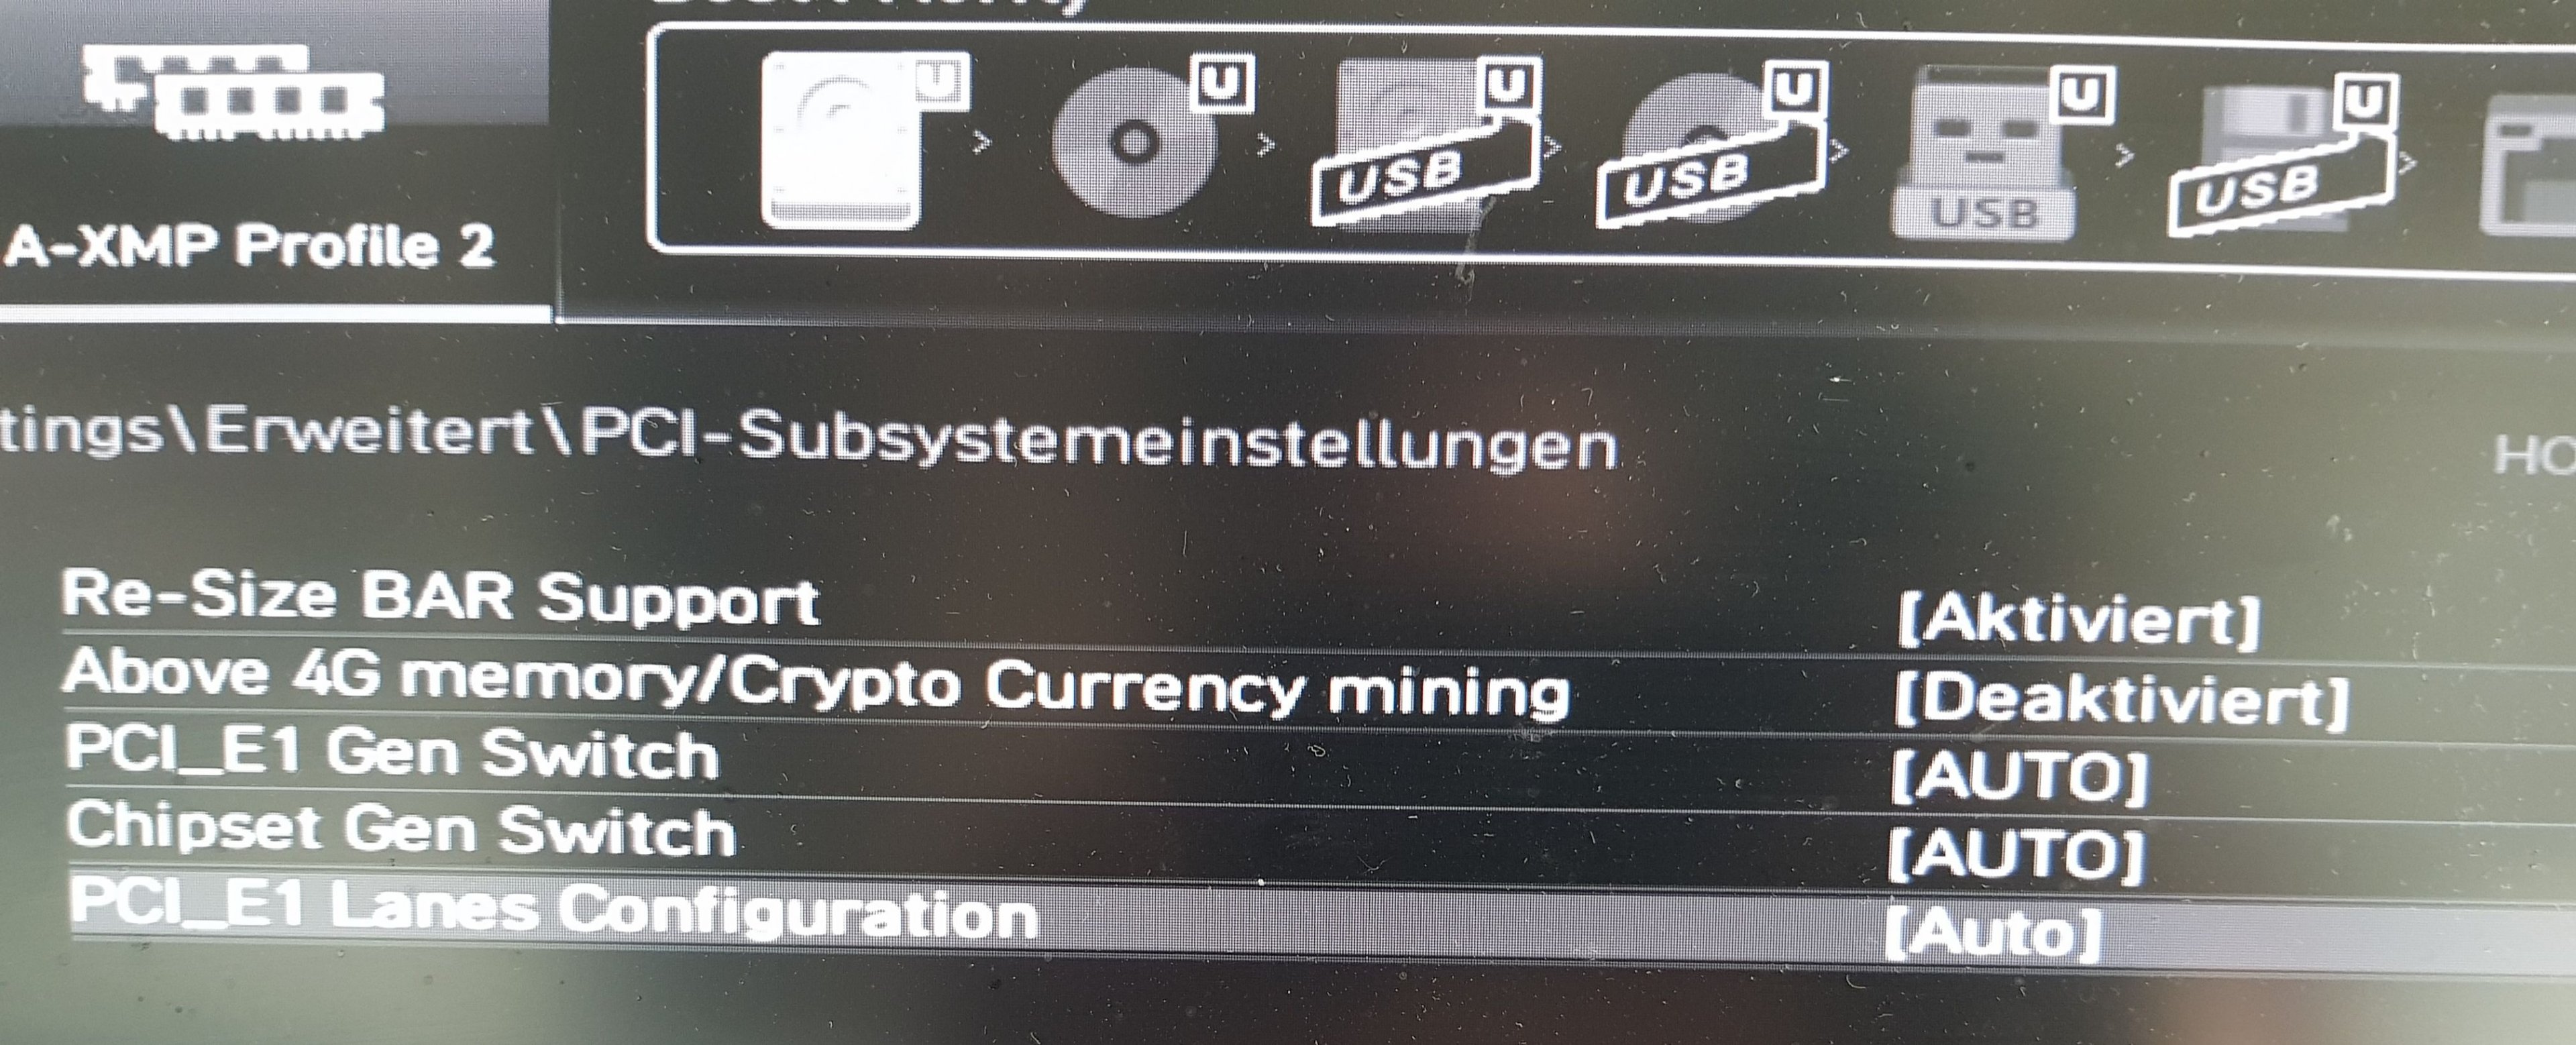 U
U
U
U
U
U
USB
USB
USB
USB
A-XMP Profile 2
tings\Erweitert\PCI-Subsystemeinstellungen
HO
Re-Size BAR Support [Aktiviert]
Above 4G memory/Crypto Currency mining [Deaktiviert]
PCI_E1 Gen Switch [AUTO]
Chipset Gen Switch [AUTO]
PCI_E1 Lanes Configuration [Auto]